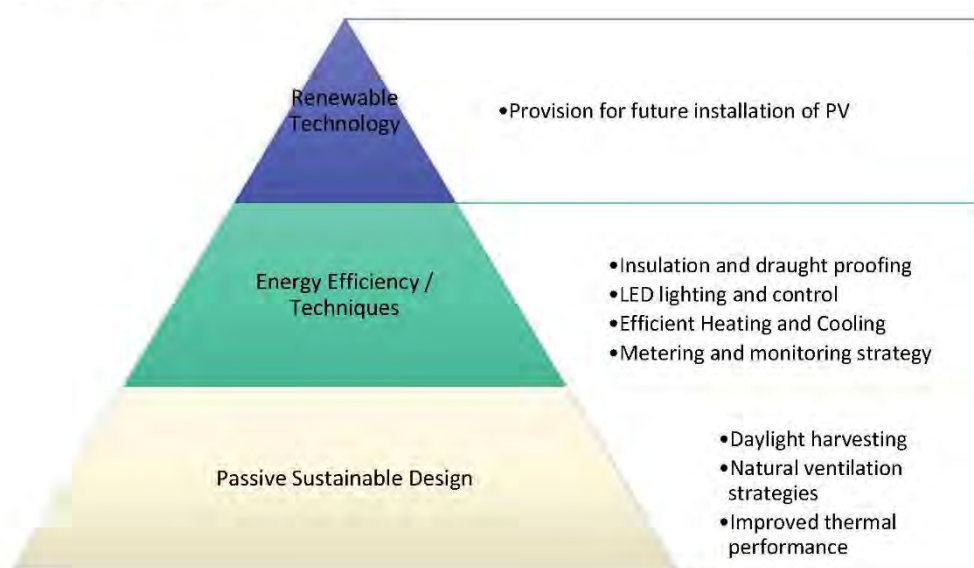 Renewable
Technology
•Provision for future installation of PV
Energy Efficiency /
Techniques
•Insulation and draught proofing
•LED lighting and control
•Efficient Heating and Cooling
•Metering and monitoring strategy
Passive Sustainable Design
•Daylight harvesting
•Natural ventilation
strategies
•Improved thermal
performance